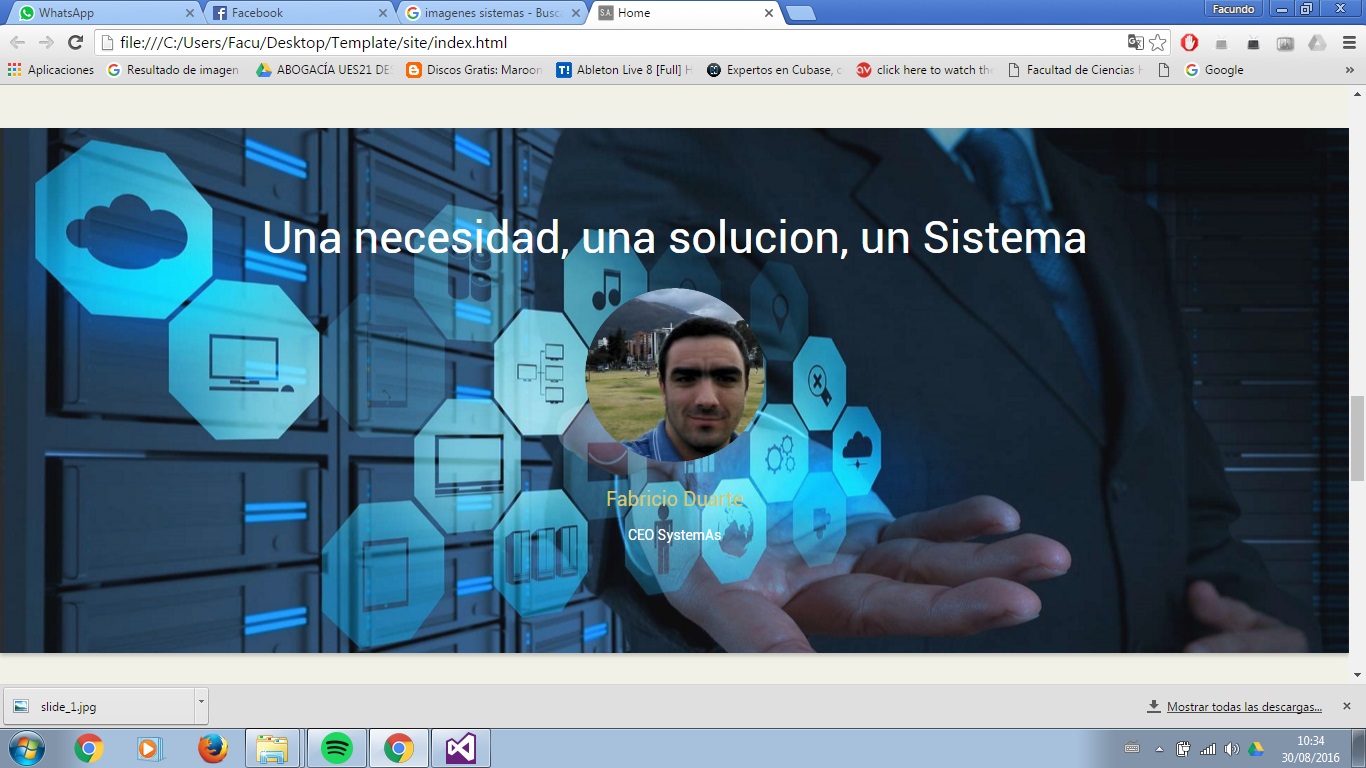 WhatsApp
Facebook
imagenes sistemas - Busc
S.A. Home
Facundo
file:///C:/Users/Facu/Desktop/Template/site/index.html
Aplicaciones
Resultado de imagen
ABOGACÍA UES21 DE
Discos Gratis: Maroon
T! Ableton Live 8 [Full]
Expertos en Cubase,
click here to watch the
Facultad de Ciencias
Google
Una necesidad, una solucion, un Sistema
Fabricio Duarte
CEO SystemAs
slide_1.jpg
Mostrar todas las descargas...
10:34
30/08/2016